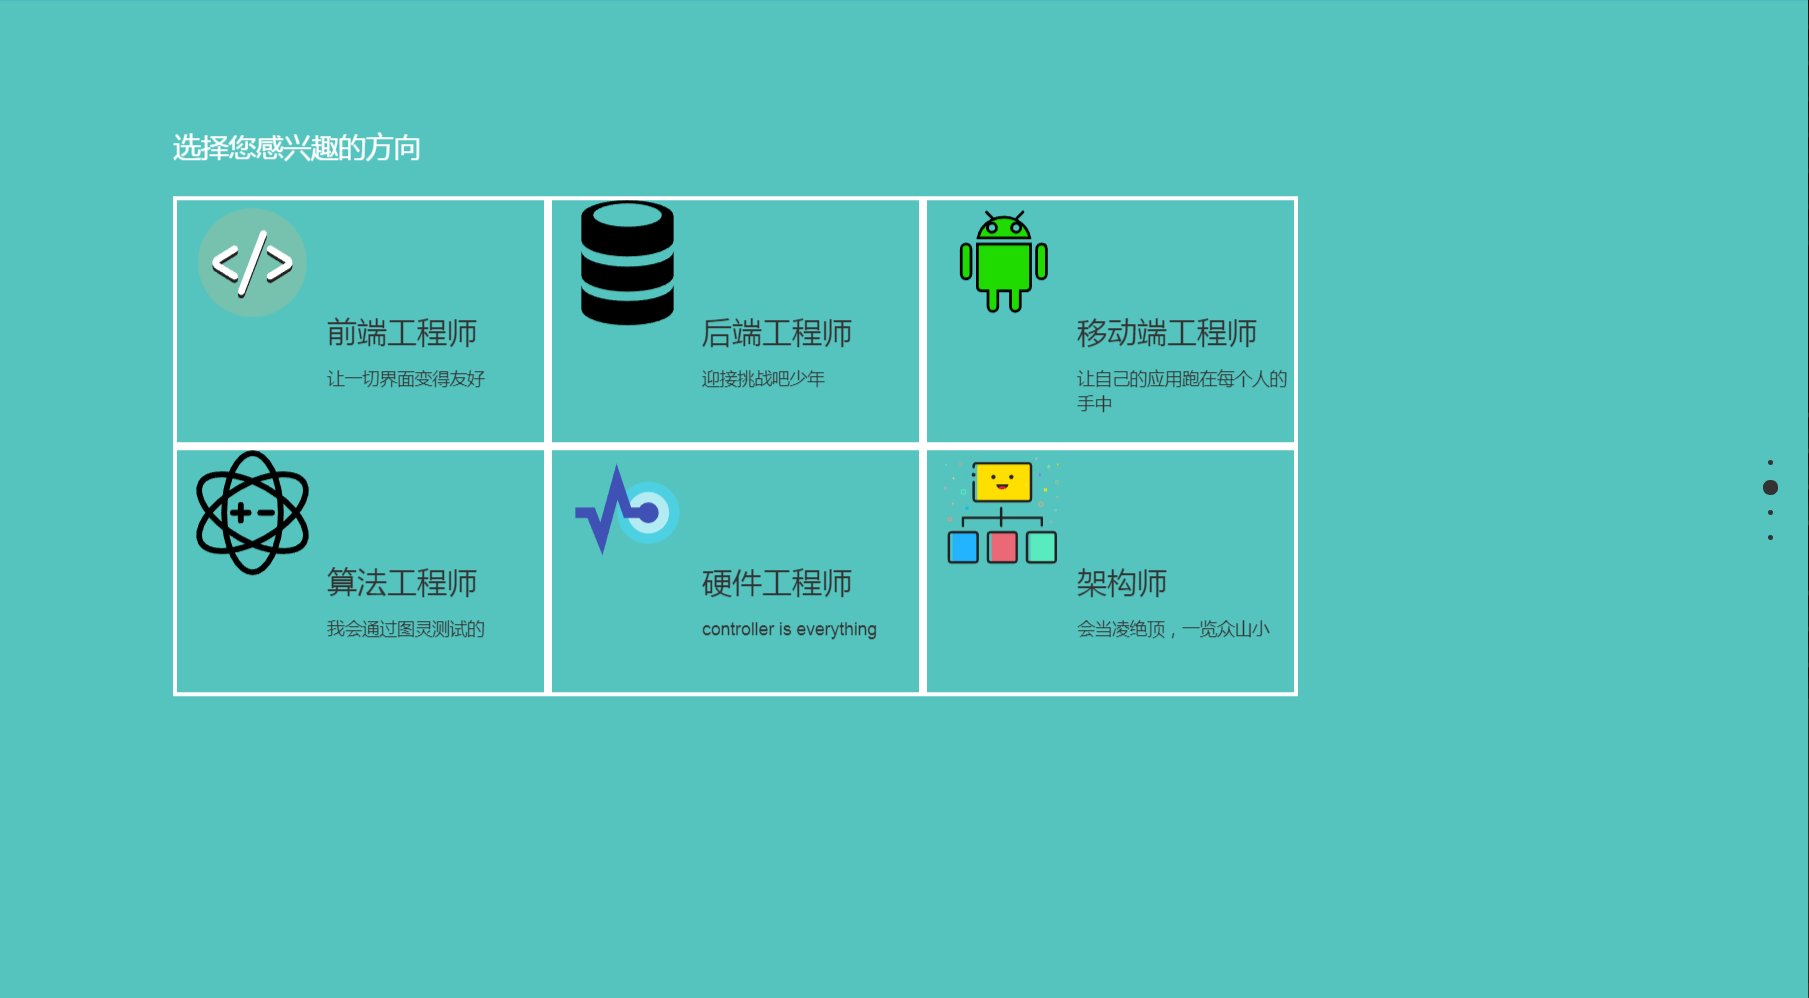 选择您感兴趣的方向
</>
前端工程师
让一切界面变得友好
后端工程师
迎接挑战吧少年
移动端工程师
让自己的应用跑在每个人的
手中
算法工程师
我会通过图灵测试的
硬件工程师
controller is everything
架构师
会当凌绝顶，一览众山小